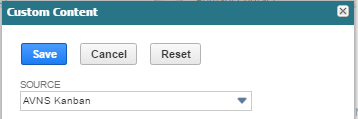 Custom Content
Save Cancel Reset
SOURCE
AVNS Kanban